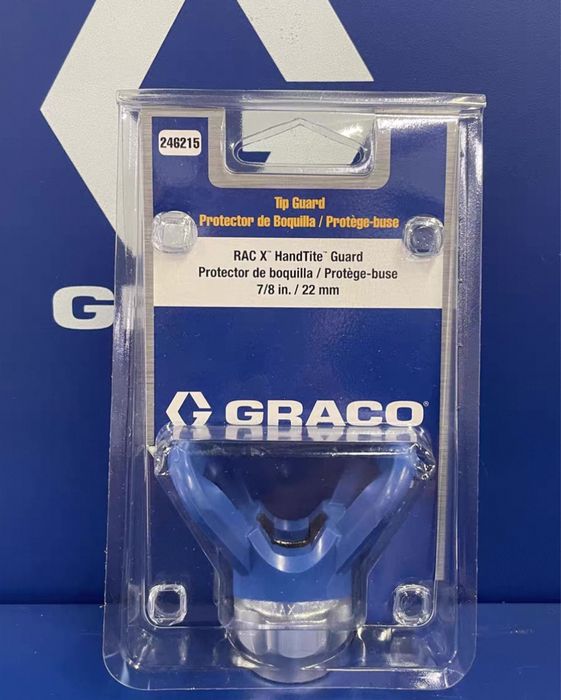 246215
Tip Guard
Protector de Boquilla / Protège-buse
RAC X™ HandTite™ Guard
Protector de boquilla / Protège-buse
7/8 in. / 22 mm
G
G GRACO®